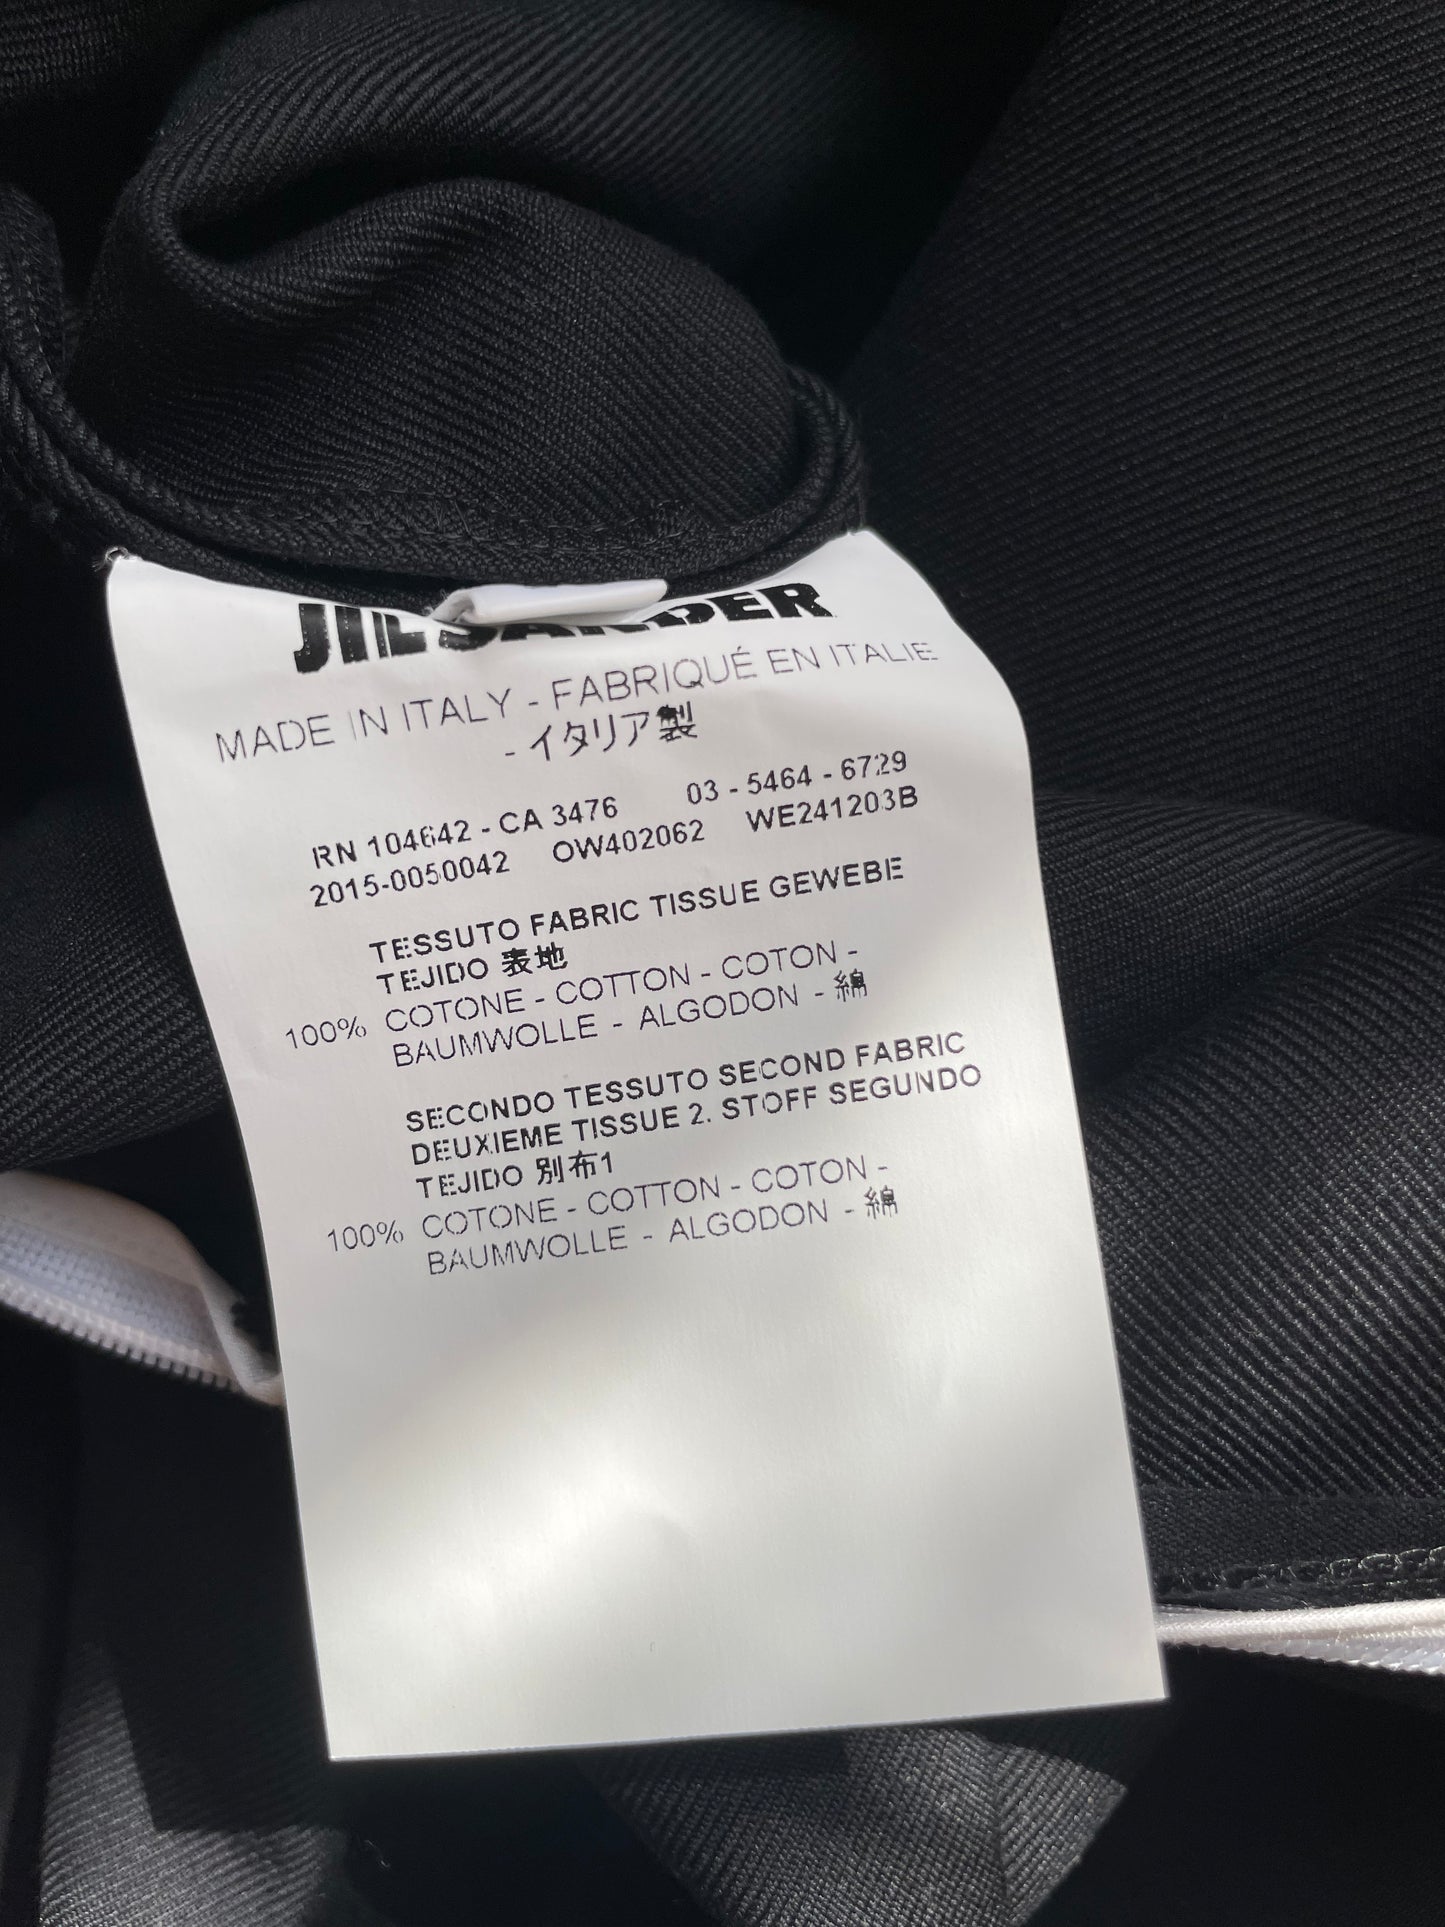 JIL SANDER
MADE IN ITALY - FABRIQUÉ EN ITALIE
- イタリア製
RN 104642 - CA 3476 03 - 5464 - 6729
2015-0050042 OW402062 WE241203B
TESSUTO FABRIC TISSUE GEWEBE
TEJIDO 表地
100% COTONE - COTTON - COTON -
BAUMWOLLE - ALGODON - 綿
SECONDO TESSUTO SECOND FABRIC
DEUXIEME TISSUE 2. STOFF SEGUNDO
TEJIDO 別布1
100% COTONE - COTTON - COTON -
BAUMWOLLE - ALGODON - 綿